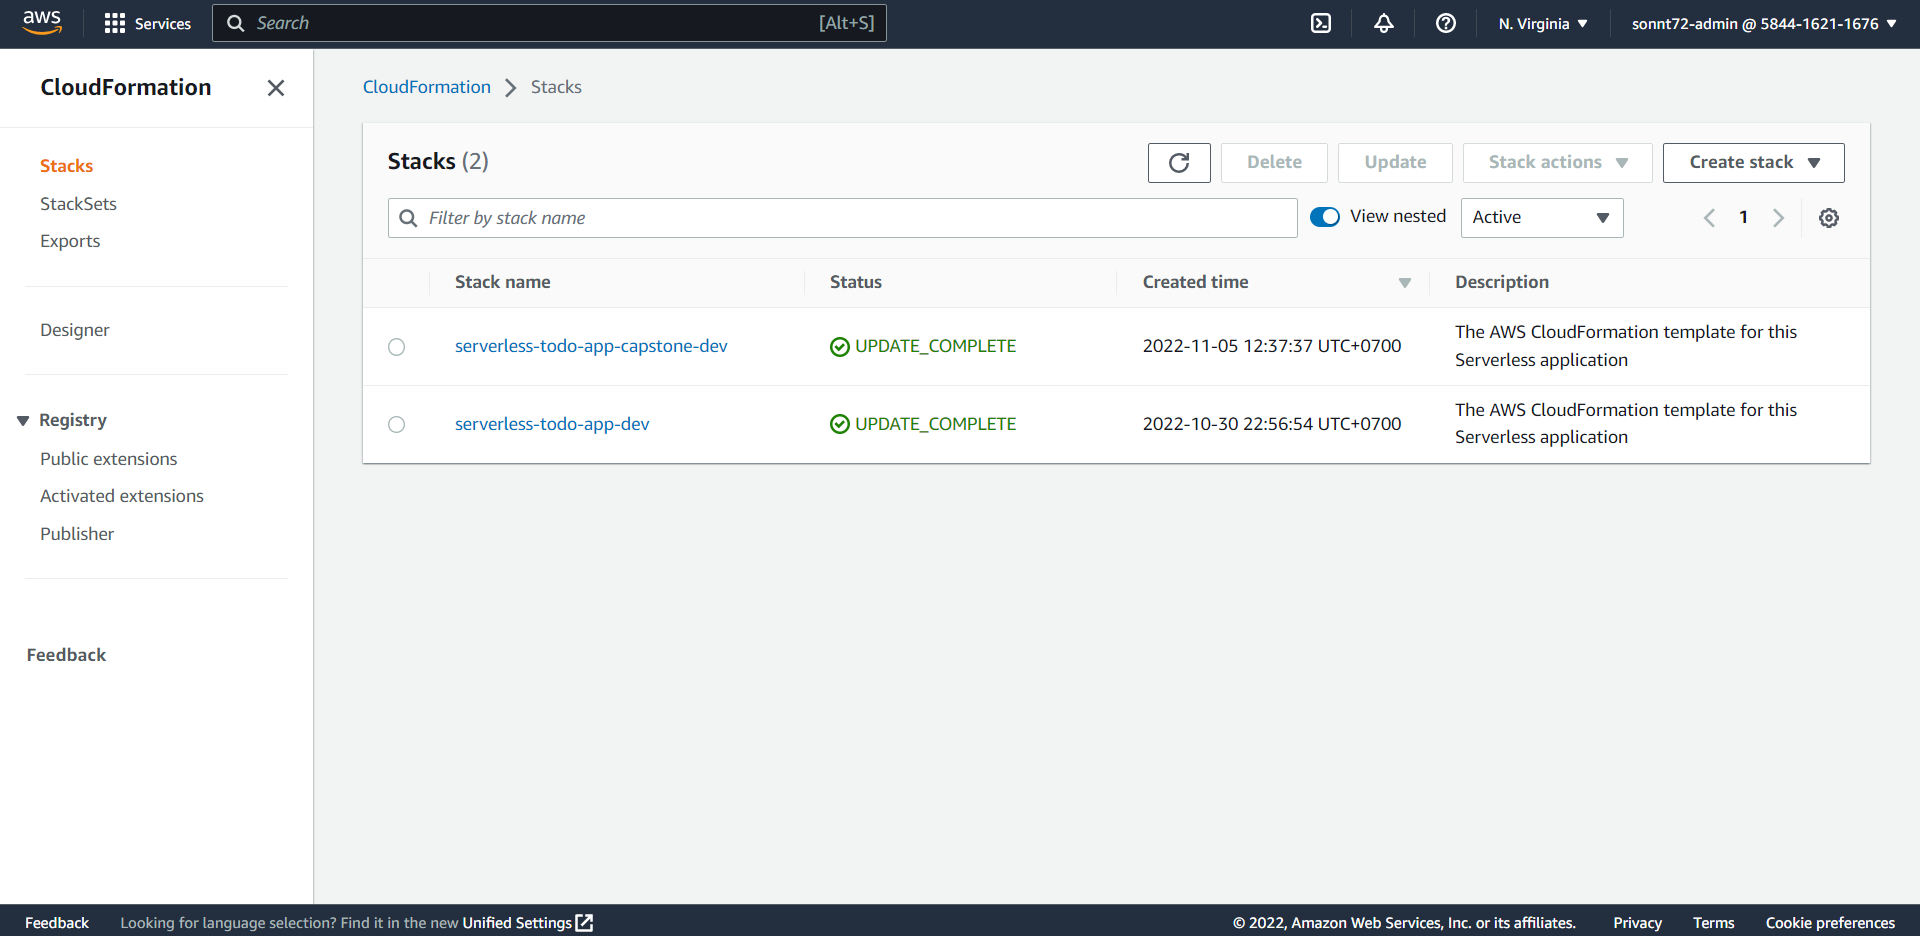 aws
Services
Search
[Alt+S]
N. Virginia
sonnt72-admin @ 5844-1621-1676
CloudFormation
Stacks
StackSets
Exports
Designer
Registry
Public extensions
Activated extensions
Publisher
Feedback
CloudFormation
Stacks
Stacks (2)
Delete
Update
Stack actions
Create stack
Filter by stack name
View nested
Active
1
Stack name
Status
Created time
Description
serverless-todo-app-capstone-dev
UPDATE_COMPLETE
2022-11-05 12:37:37 UTC+0700
The AWS CloudFormation template for this
Serverless application
serverless-todo-app-dev
UPDATE_COMPLETE
2022-10-30 22:56:54 UTC+0700
The AWS CloudFormation template for this
Serverless application
Feedback
Looking for language selection? Find it in the new Unified Settings
© 2022, Amazon Web Services, Inc. or its affiliates.
Privacy
Terms
Cookie preferences